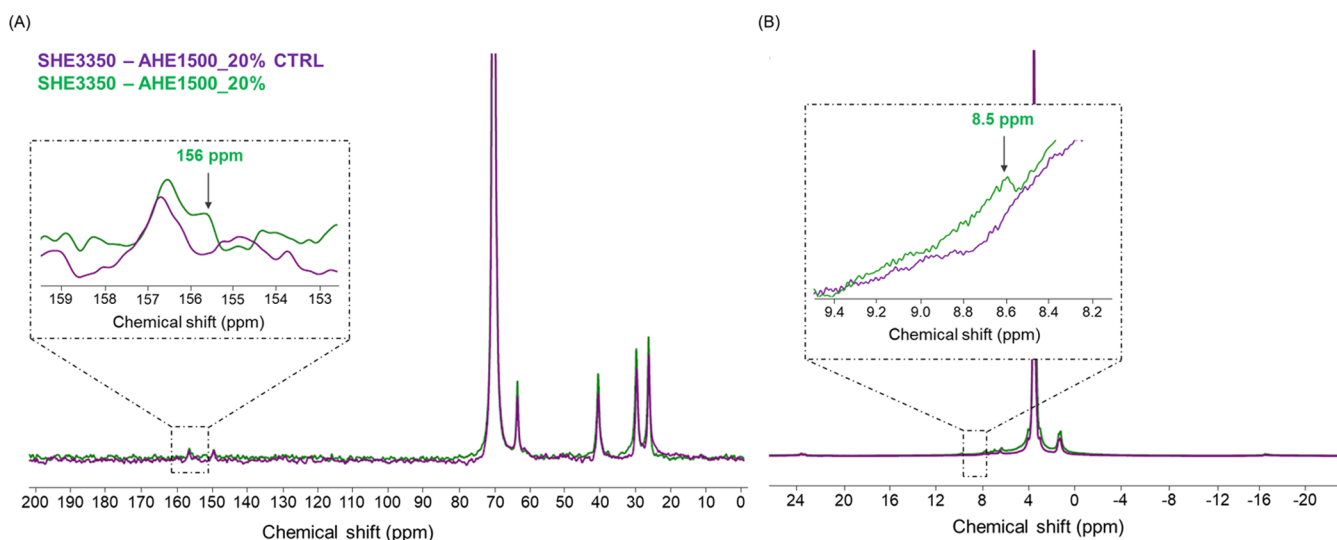 (A)
SHE3350 – AHE1500_20% CTRL
SHE3350 – AHE1500_20%
156 ppm
159 158 157 156 155 154 153
Chemical shift (ppm)
200 190 180 170 160 150 140 130 120 110 100 90 80 70 60 50 40 30 20 10 0
Chemical shift (ppm)
(B)
8.5 ppm
9.4 9.2 9.0 8.8 8.6 8.4 8.2
Chemical shift (ppm)
24 20 16 12 8 4 0 -4 -8 -12 -16 -20
Chemical shift (ppm)